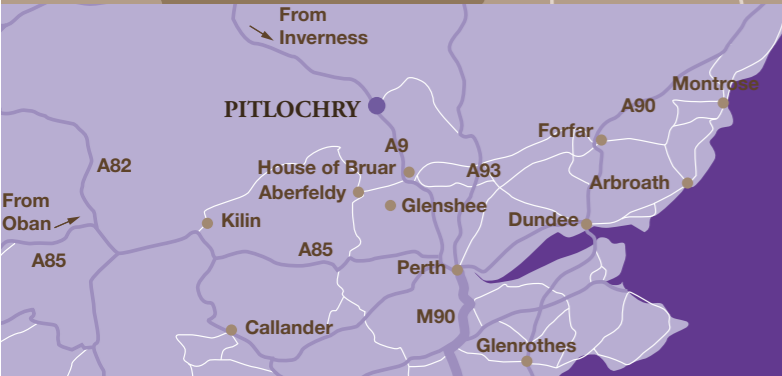 From
Inverness
Montrose
PITLOCHRY
A90
Forfar
A9
A82
House of Bruar
A93
Aberfeldy
Arbroath
From
Oban
Glenshee
Kilin
Dundee
A85
A85
Perth
M90
Callander
Glenrothes